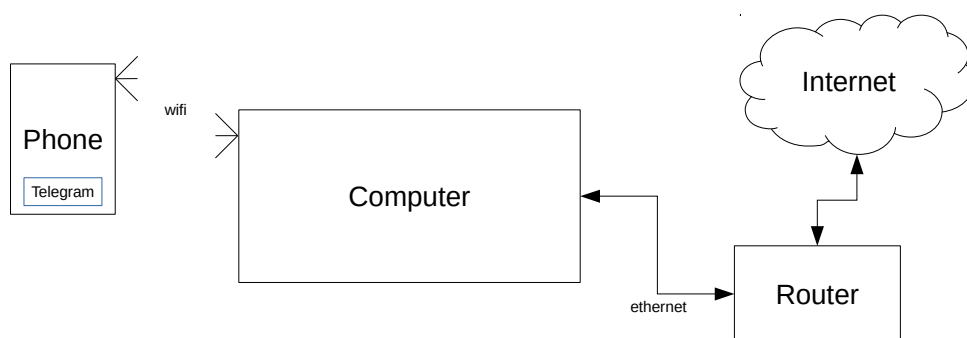 Phone
Telegram
wifi
Computer
ethernet
Router
Internet